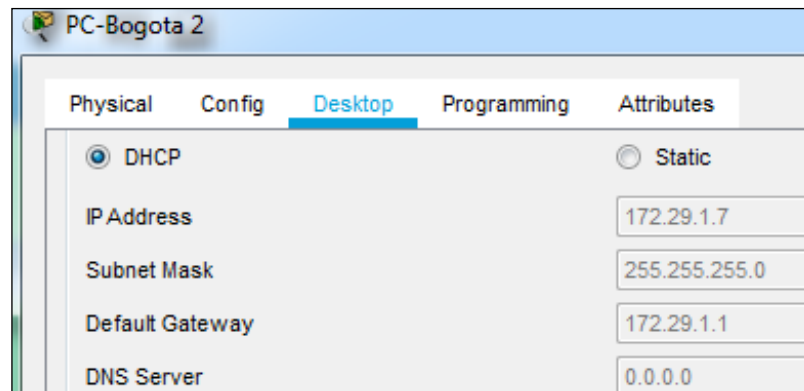 PC-Bogota 2
Physical Config Desktop Programming Attributes
DHCP Static
IP Address 172.29.1.7
Subnet Mask 255.255.255.0
Default Gateway 172.29.1.1
DNS Server 0.0.0.0